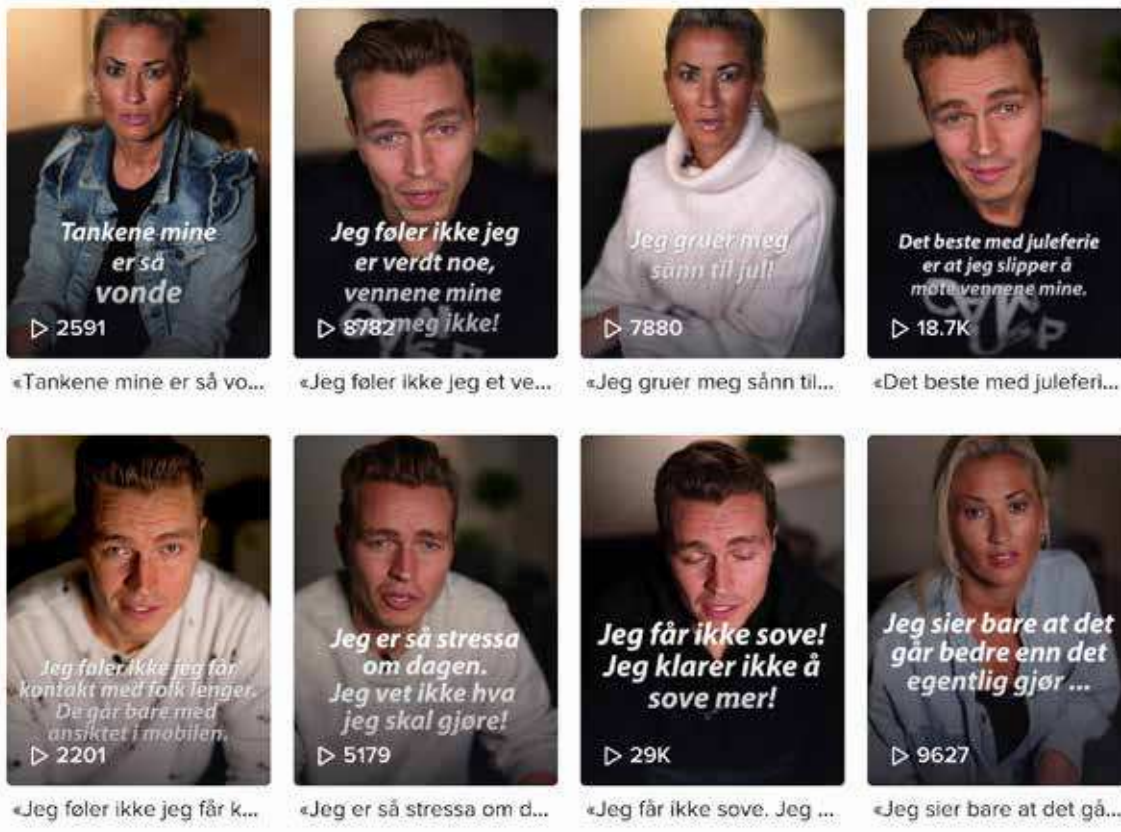 Tankene mine
er så
vonde
2591
«Tankene mine er så vo...
Jeg føler ikke jeg
er verdt noe,
vennene mine
meg ikke!
8782
«Jeg føler ikke jeg et ve...
Jeg gruer meg
sånn til jul!
7880
«Jeg gruer meg sånn til...
Det beste med juleferie
er at jeg slipper å
møte vennene mine.
18.7K
«Det beste med juleferi...
Jeg føler ikke jeg får
kontakt med folk lenger.
De går bare med
ansiktet i mobilen.
2201
«Jeg føler ikke jeg får k...
Jeg er så stressa
om dagen.
Jeg vet ikke hva
jeg skal gjøre!
5179
«Jeg er så stressa om d...
Jeg får ikke sove!
Jeg klarer ikke å
sove mer!
29K
«Jeg får ikke sove. Jeg ...
Jeg sier bare at det
går bedre enn det
egentlig gjør ...
9627
«Jeg sier bare at det gå...